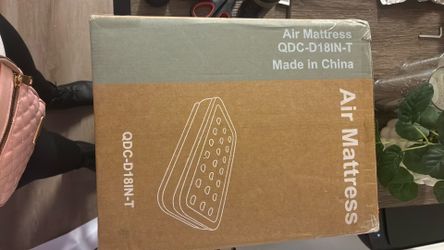 Air Mattress
QDC-D18IN-T
Made in China
Air Mattress
QDC-D18IN-T